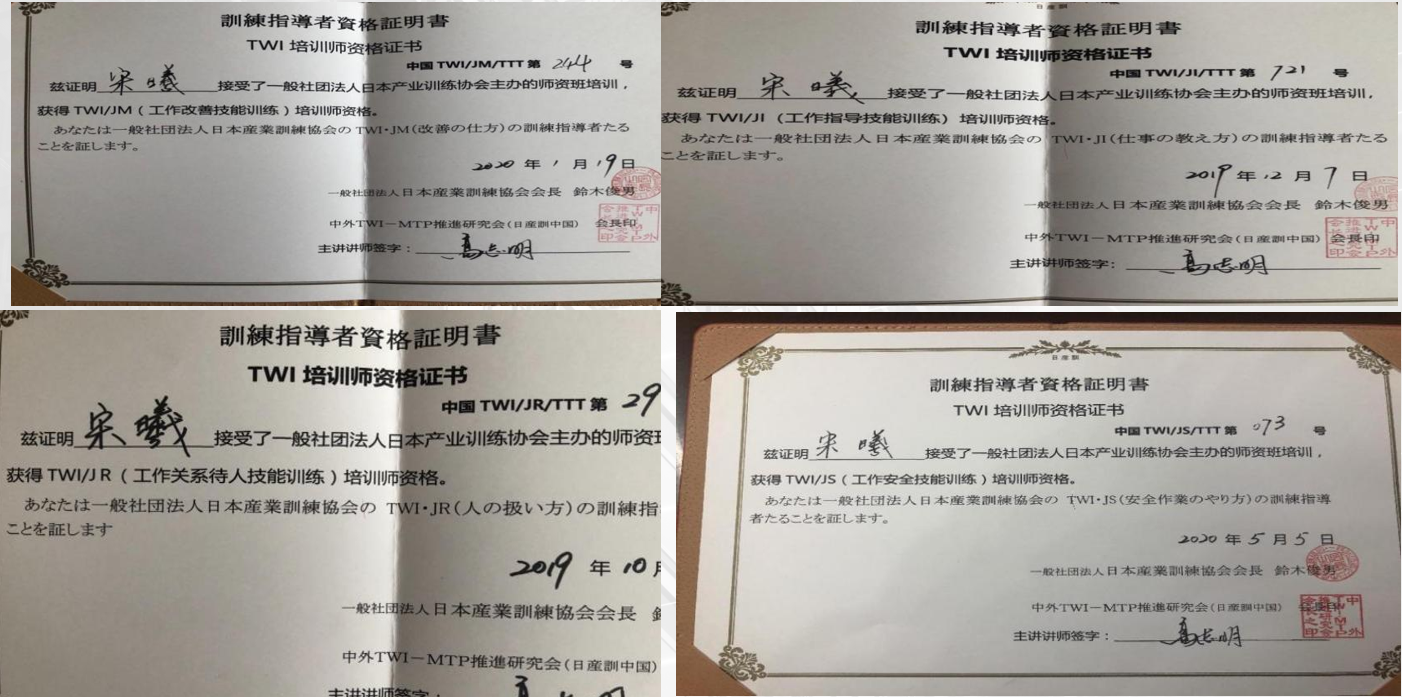 訓練指導者資格証明書
TWI 培训师资格证书
中国 TWI/JM/TTT 第 244 号
兹证明 宋曦 接受了一般社团法人日本产业训练协会主办的师资班培训，
获得 TWI/JM（工作改善技能训练）培训师资格。
あなたは一般社団法人日本産業訓練協会の TWI・JM(改善の仕方)の訓練指導者たる
ことを証します。
2020 年 1 月 19 日
一般社団法人日本産業訓練協会会長 鈴木俊男
中外TWI－MTP推進研究会(日産訓中国) 会長印
主讲讲师签字： 高志明
日産訓
訓練指導者資格証明書
TWI 培训师资格证书
中国 TWI/JI/TTT 第 721 号
兹证明 宋曦 接受了一般社团法人日本产业训练协会主办的师资班培训，
获得 TWI/JI （工作指导技能训练）培训师资格。
あなたは一般社団法人日本産業訓練協会の TWI・JI(仕事の教え方)の訓練指導者たる
ことを証します。
2019 年 12 月 7 日
一般社団法人日本産業訓練協会会長 鈴木俊男
中外TWI－MTP推進研究会(日産訓中国) 会長印
主讲讲师签字： 高志明
訓練指導者資格証明書
TWI 培训师资格证书
中国 TWI/JR/TTT 第 29
兹证明 宋曦 接受了一般社团法人日本产业训练协会主办的师资班
获得 TWI/JR（工作关系待人技能训练）培训师资格。
あなたは一般社団法人日本産業訓練協会の TWI・JR(人の扱い方)の訓練指
ことを証します
2019 年 10 月
一般社団法人日本産業訓練協会会長
中外TWI－MTP推進研究会(日産訓中国)
主讲讲师签字：
日産訓
訓練指導者資格証明書
TWI 培训师资格证书
中国 TWI/JS/TTT 第 073 号
兹证明 宋曦 接受了一般社团法人日本产业训练协会主办的师资班培训，
获得 TWI/JS（工作安全技能训练）培训师资格。
あなたは一般社団法人日本産業訓練協会の TWI・JS(安全作業のやり方)の訓練指導
者たることを証します。
2020 年 5 月 5 日
一般社団法人日本産業訓練協会会長 鈴木俊男
中外TWI－MTP推進研究会(日産訓中国) 会長印
主讲讲师签字： 高志明